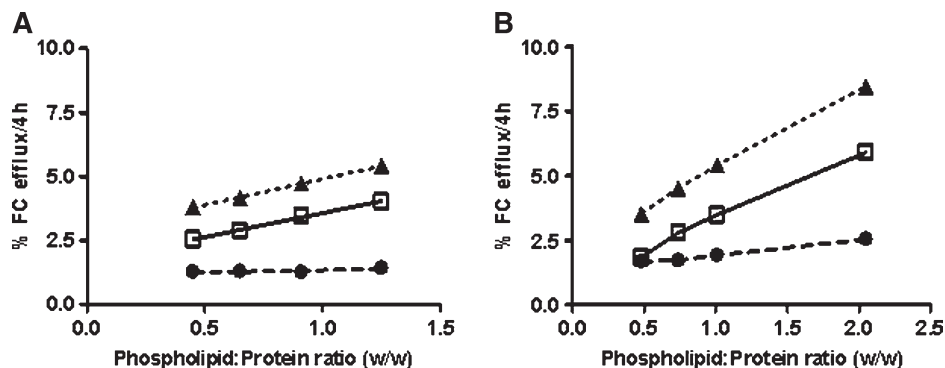 A
% FC efflux/4h
10.0
7.5
5.0
2.5
0.0
0.0 0.5 1.0 1.5
Phospholipid:Protein ratio (w/w)
B
% FC efflux/4h
10.0
7.5
5.0
2.5
0.0
0.0 0.5 1.0 1.5 2.0 2.5
Phospholipid:Protein ratio (w/w)